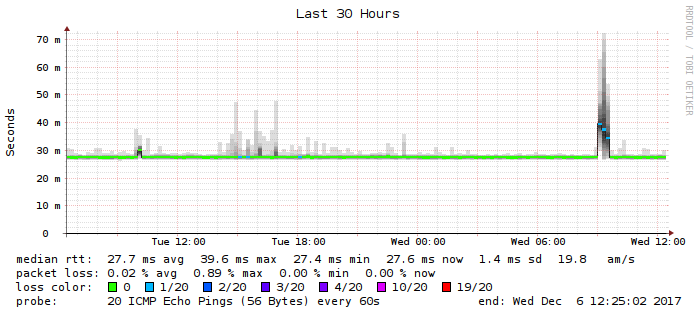 Last 30 Hours
RRDTOOL / TOBI OETIKER
Seconds
70 m
60 m
50 m
40 m
30 m
20 m
10 m
0
Tue 12:00 Tue 18:00 Wed 00:00 Wed 06:00 Wed 12:00
median rtt: 27.7 ms avg 39.6 ms max 27.4 ms min 27.6 ms now 1.4 ms sd 19.8 am/s
packet loss: 0.02 % avg 0.89 % max 0.00 % min 0.00 % now
loss color: 0 1/20 2/20 3/20 4/20 10/20 19/20
probe: 20 ICMP Echo Pings (56 Bytes) every 60s end: Wed Dec 6 12:25:02 2017